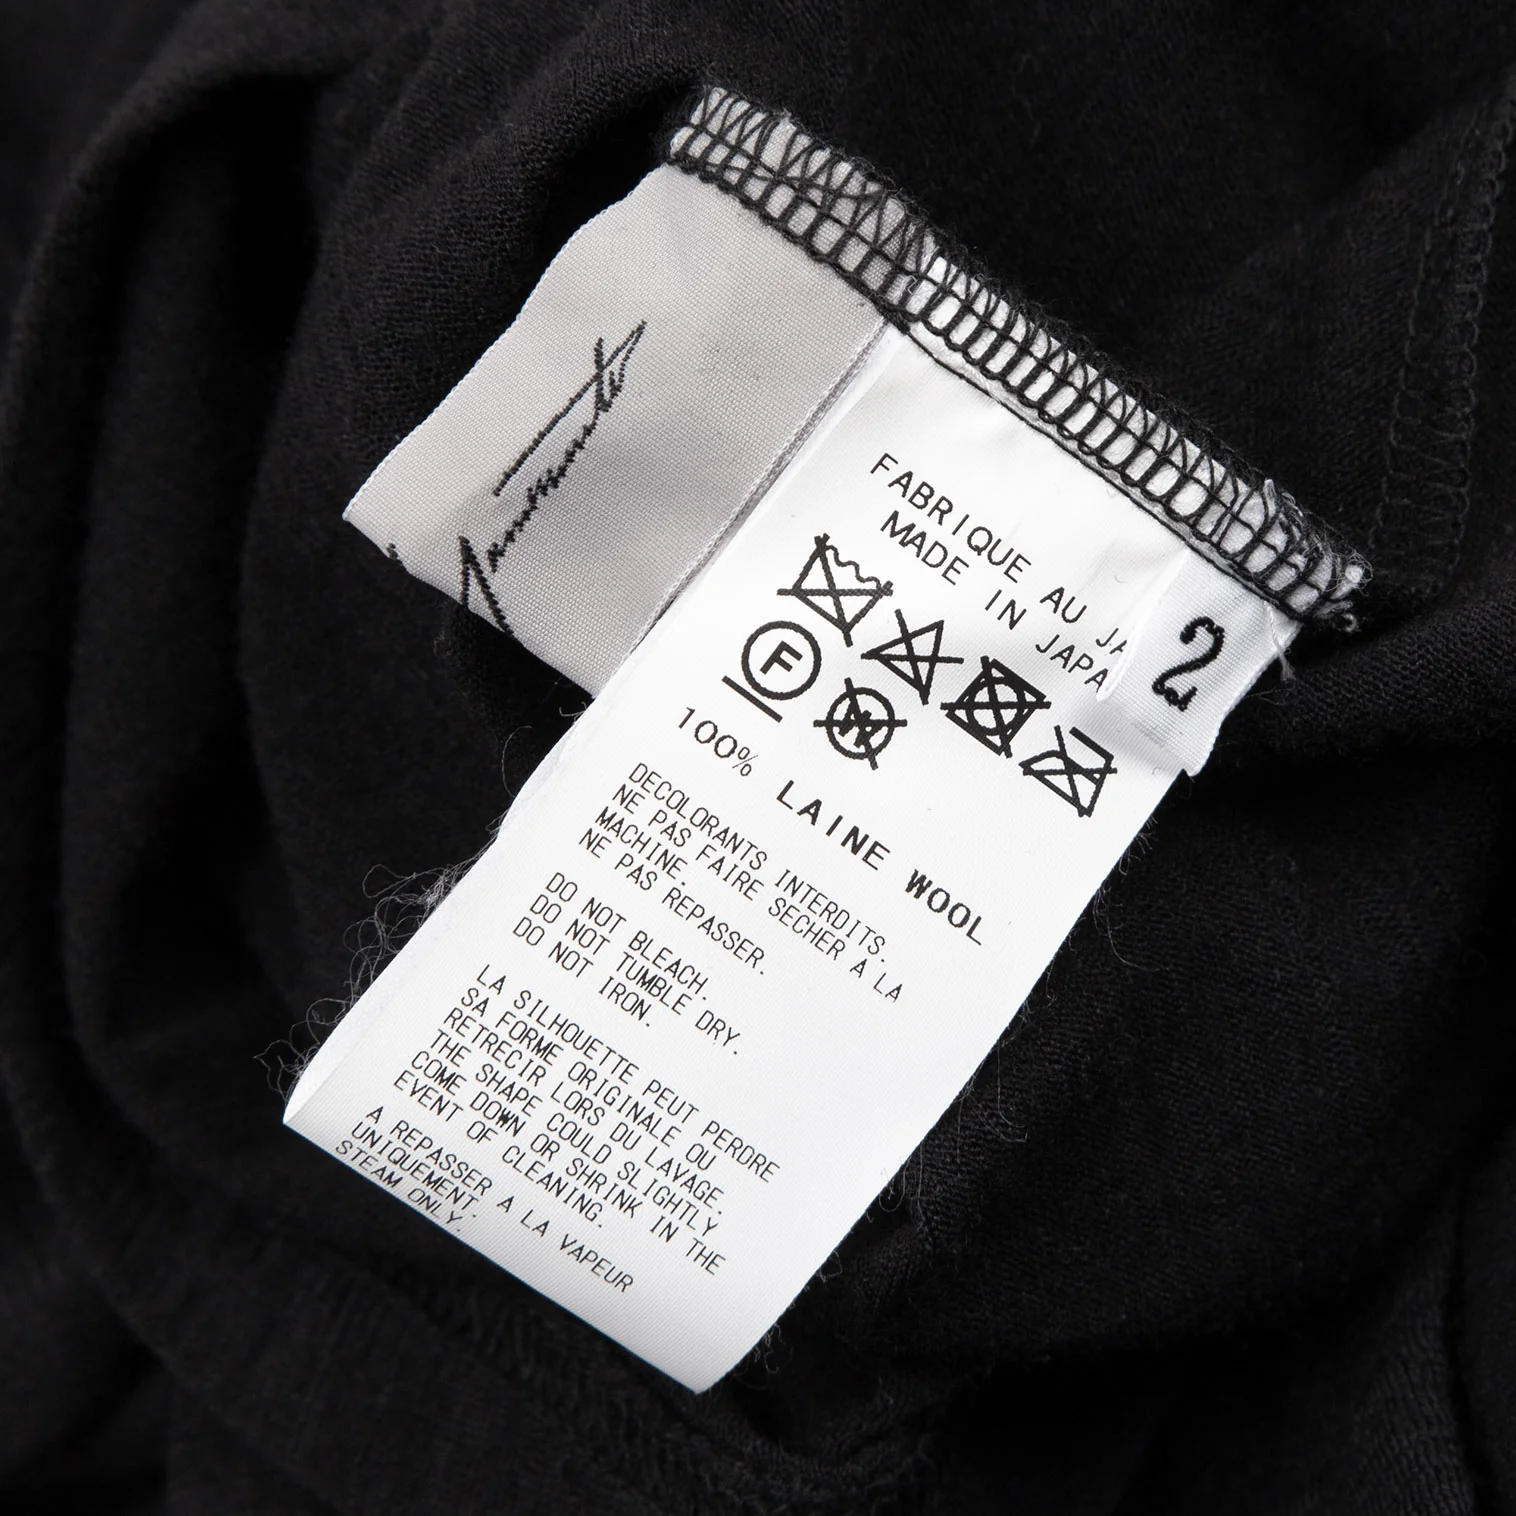 FABRIQUE AU JA
MADE IN JAPA
2
F
W
100% LAINE WOOL
DECOLORANTS INTERDITS.
NE PAS FAIRE SECHER A LA
MACHINE.
NE PAS REPASSER.
DO NOT BLEACH.
DO NOT TUMBLE DRY.
DO NOT IRON.
LA SILHOUETTE PEUT PERDRE
SA FORME ORIGINALE OU
RETRECIR LORS DU LAVAGE.
THE SHAPE COULD SLIGHTLY
COME DOWN OR SHRINK IN THE
EVENT OF CLEANING.
A REPASSER A LA VAPEUR
UNIQUEMENT.
STEAM ONLY.